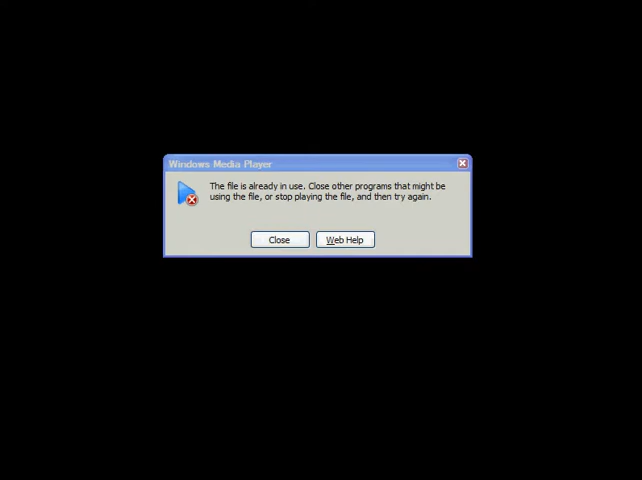 Windows Media Player
The file is already in use. Close other programs that might be
using the file, or stop playing the file, and then try again.
Close
Web Help